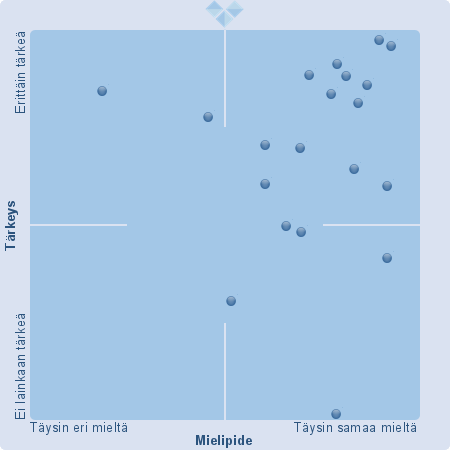 Erittäin tärkeä
Tärkeys
Ei lainkaan tärkeä
Täysin eri mieltä
Täysin samaa mieltä
Mielipide